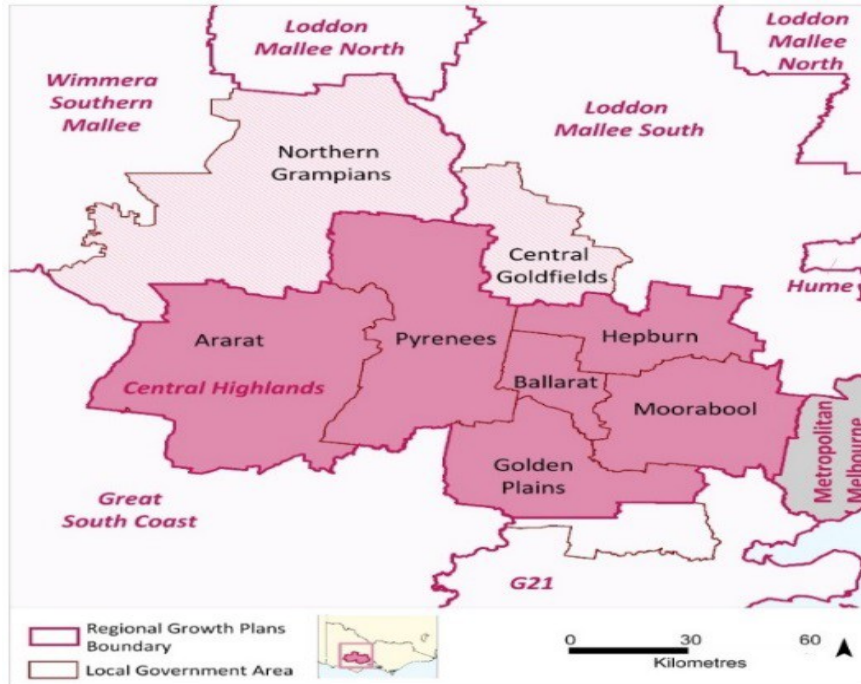 Loddon
Mallee North
Loddon
Mallee
North
Wimmera
Southern
Mallee
Loddon
Mallee South
Northern
Grampians
Central
Goldfields
Hume
Ararat
Pyrenees
Hepburn
Central Highlands
Ballarat
Moorabool
Metropolitan
Melbourne
Golden
Plains
Great
South Coast
G21
Regional Growth Plans
Boundary
Local Government Area
0 30 60
Kilometres